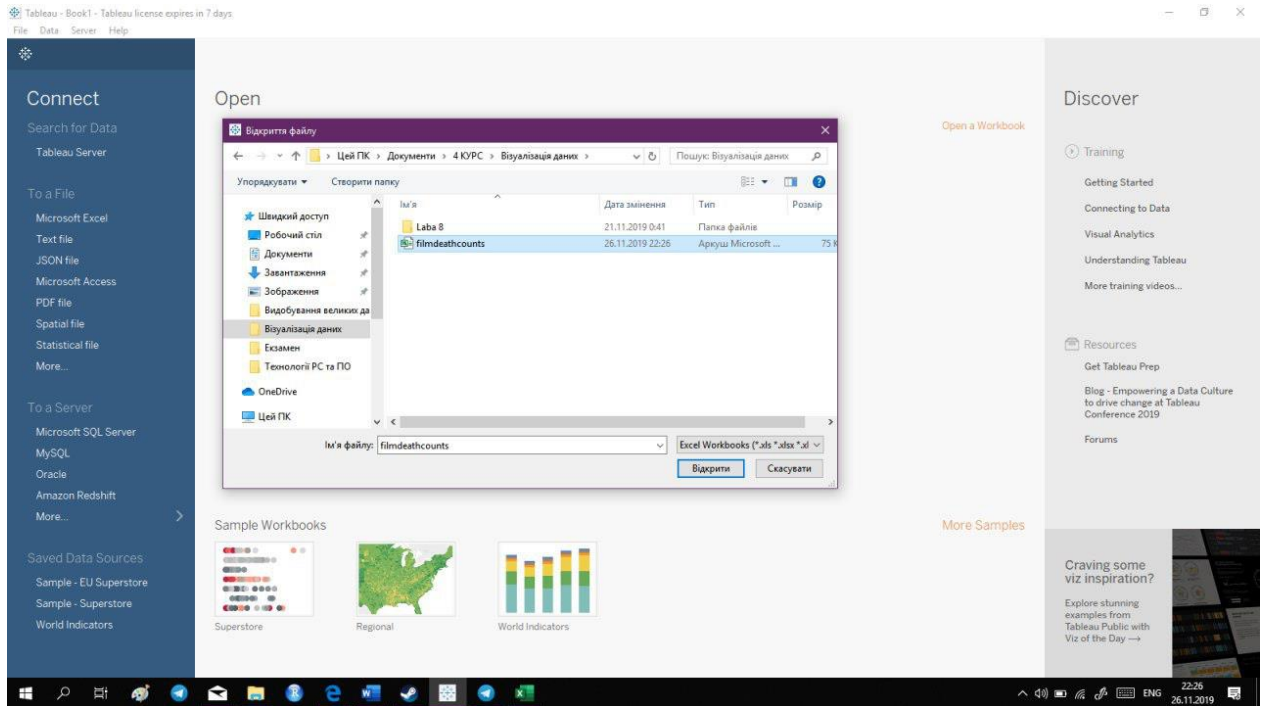 Tableau - Book1 - Tableau license expires in 7 days
File Data Server Help
Connect
Search for Data
Tableau Server
To a File
Microsoft Excel
Text file
JSON file
Microsoft Access
PDF file
Spatial file
Statistical file
More...
To a Server
Microsoft SQL Server
MySQL
Oracle
Amazon Redshift
More...
Saved Data Sources
Sample - EU Superstore
Sample - Superstore
World Indicators
Open
Open a Workbook
Відкриття файлу
Цей ПК › Документи › 4 КУРС › Візуалізація даних ›
Пошук: Візуалізація даних
Упорядкувати Створити папку
Швидкий доступ
Робочий стіл
Документи
Завантаження
Зображення
Видобування великих да
Візуалізація даних
Екзамен
Технології РС та ПО
OneDrive
Цей ПК
Ім'я Дата змінення Тип Розмір
Laba 8 21.11.2019 0:41 Папка файлів
filmdeathcounts 26.11.2019 22:26 Аркуш Microsoft ... 75 К
Ім'я файлу: filmdeathcounts
Excel Workbooks (*.xls *.xlsx *.xl
Відкрити Скасувати
Sample Workbooks
More Samples
Superstore Regional World Indicators
Discover
Training
Getting Started
Connecting to Data
Visual Analytics
Understanding Tableau
More training videos...
Resources
Get Tableau Prep
Blog - Empowering a Data Culture
to drive change at Tableau
Conference 2019
Forums
Craving some
viz inspiration?
Explore stunning
examples from
Tableau Public with
Viz of the Day →
ENG
22:26
26.11.2019